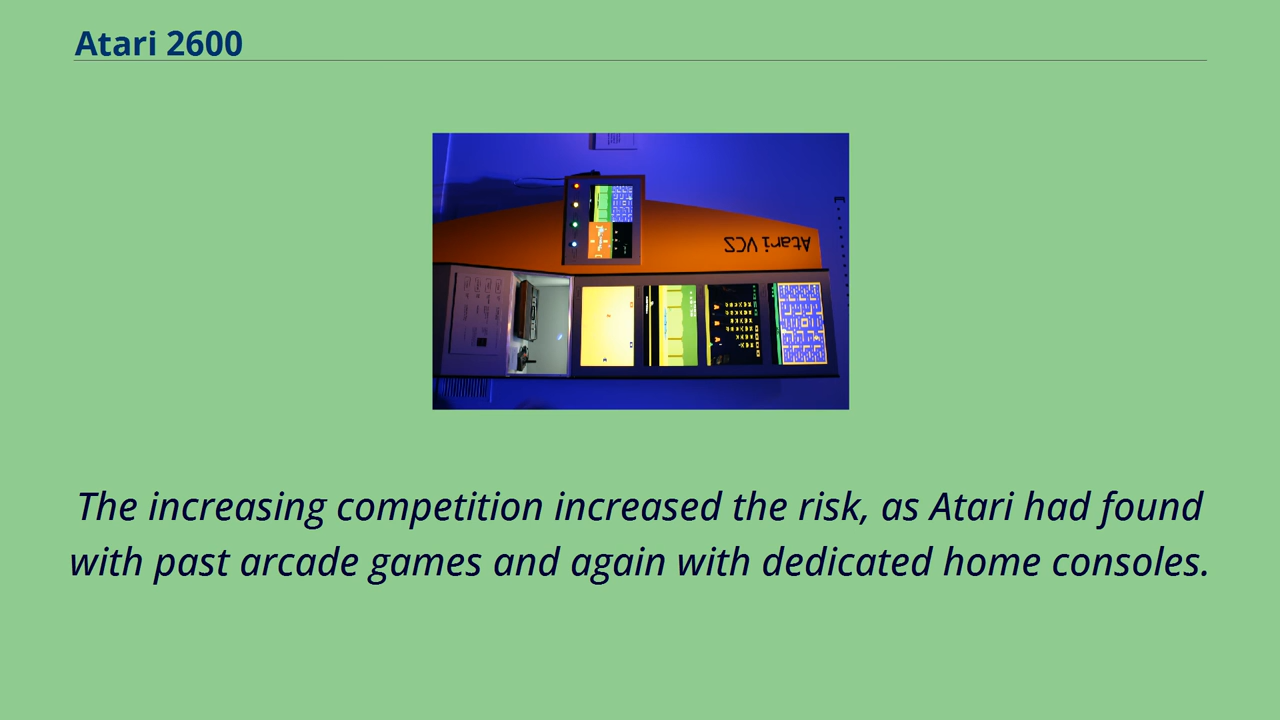 Atari 2600
Atari VCS
The increasing competition increased the risk, as Atari had found
with past arcade games and again with dedicated home consoles.